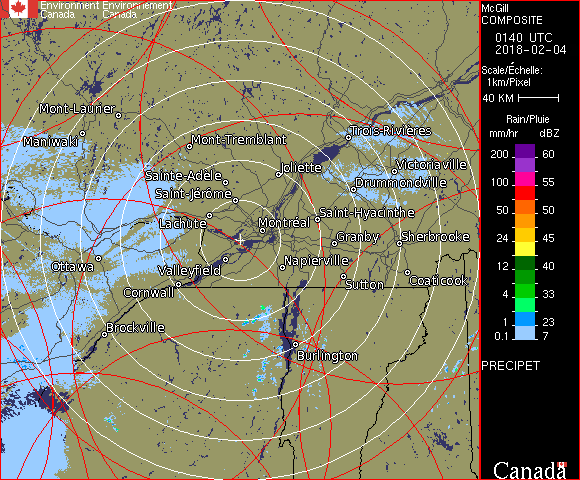 Environment Environnement
Canada Canada
McGill
COMPOSITE
0140 UTC
2018-02-04
Scale/Échelle:
1km/Pixel
40 KM
Rain/Pluie
mm/hr dBZ
200 60
100 55
50 50
24 45
12 40
4 33
1 23
0.1 7
PRECIPET
Canada
Mont-Laurier
Maniwaki
Mont-Tremblant
Trois-Rivières
Sainte-Adèle
Joliette
Victoriaville
Saint-Jérôme
Drummondville
Lachute
Montréal
Saint-Hyacinthe
Granby
Sherbrooke
Ottawa
Valleyfield
Napierville
Cornwall
Sutton
Coaticook
Brockville
Burlington